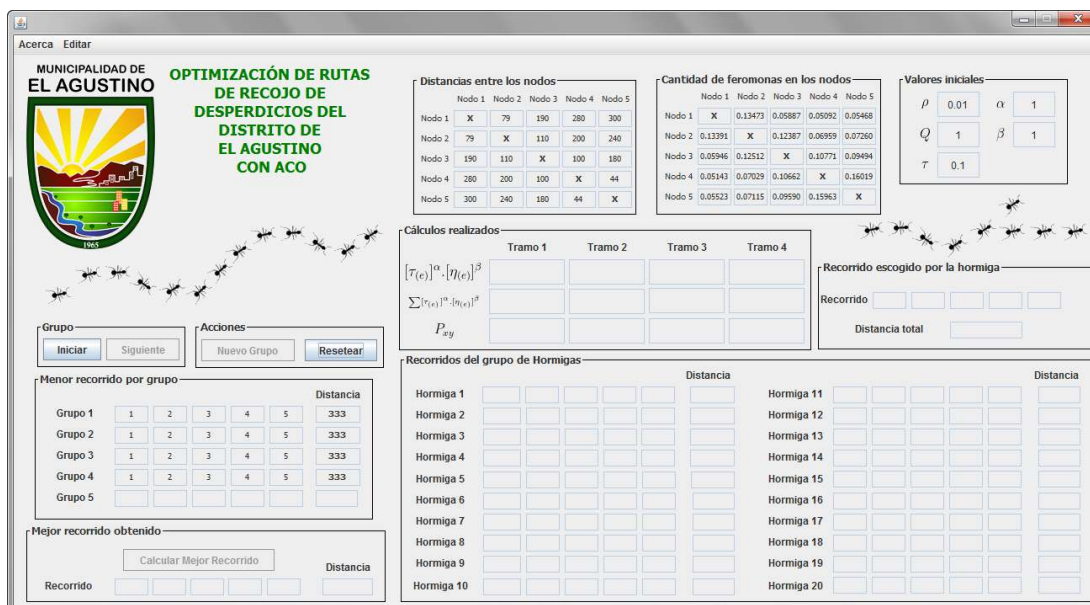 Acerca Editar
MUNICIPALIDAD DE
EL AGUSTINO
1965
OPTIMIZACIÓN DE RUTAS
DE RECOJO DE
DESPERDICIOS DEL
DISTRITO DE
EL AGUSTINO
CON ACO
Distancias entre los nodos
Nodo 1 Nodo 2 Nodo 3 Nodo 4 Nodo 5
Nodo 1 X 79 190 280 300
Nodo 2 79 X 110 200 240
Nodo 3 190 110 X 100 180
Nodo 4 280 200 100 X 44
Nodo 5 300 240 180 44 X
Cantidad de feromonas en los nodos
Nodo 1 Nodo 2 Nodo 3 Nodo 4 Nodo 5
Nodo 1 X 0.13473 0.05887 0.05092 0.05468
Nodo 2 0.13391 X 0.12387 0.06959 0.07260
Nodo 3 0.05946 0.12512 X 0.10771 0.09494
Nodo 4 0.05143 0.07029 0.10662 X 0.16019
Nodo 5 0.05523 0.07115 0.09590 0.15963 X
Valores iniciales
ρ 0.01 α 1
Q 1 β 1
τ 0.1
Cálculos realizados
Tramo 1 Tramo 2 Tramo 3 Tramo 4
[τ(e)]^α.[η(e)]^β
∑[τ(e)]^α.[η(e)]^β
Pxy
Recorrido escogido por la hormiga
Recorrido
Distancia total
Grupo
Iniciar Siguiente
Acciones
Nuevo Grupo Resetear
Menor recorrido por grupo
Distancia
Grupo 1 1 2 3 4 5 333
Grupo 2 1 2 3 4 5 333
Grupo 3 1 2 3 4 5 333
Grupo 4 1 2 3 4 5 333
Grupo 5
Mejor recorrido obtenido
Calcular Mejor Recorrido
Distancia
Recorrido
Recorridos del grupo de Hormigas
Distancia Distancia
Hormiga 1 Hormiga 11
Hormiga 2 Hormiga 12
Hormiga 3 Hormiga 13
Hormiga 4 Hormiga 14
Hormiga 5 Hormiga 15
Hormiga 6 Hormiga 16
Hormiga 7 Hormiga 17
Hormiga 8 Hormiga 18
Hormiga 9 Hormiga 19
Hormiga 10 Hormiga 20